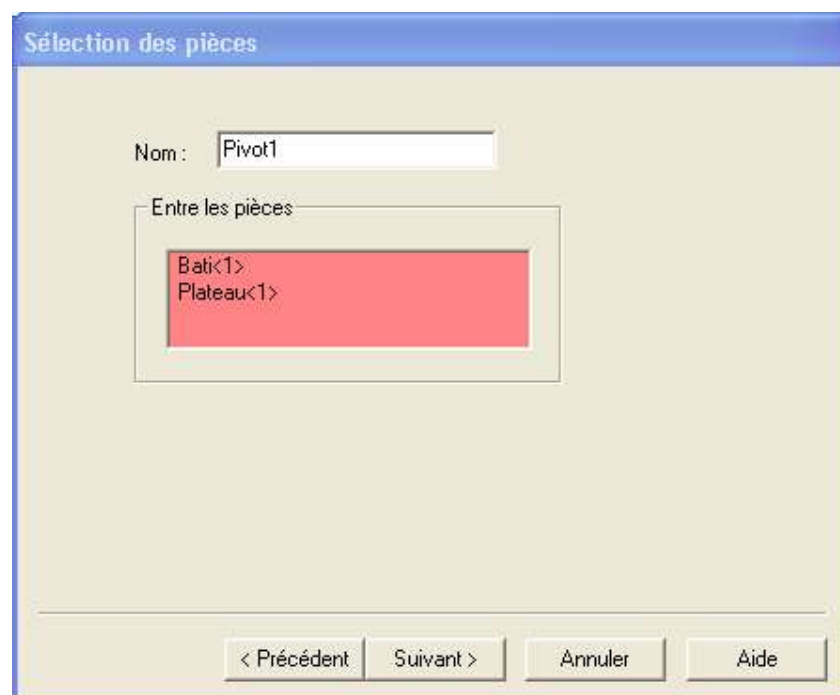 Sélection des pièces
Nom : Pivot1
Entre les pièces
Bati<1>
Plateau<1>
< Précédent Suivant > Annuler Aide